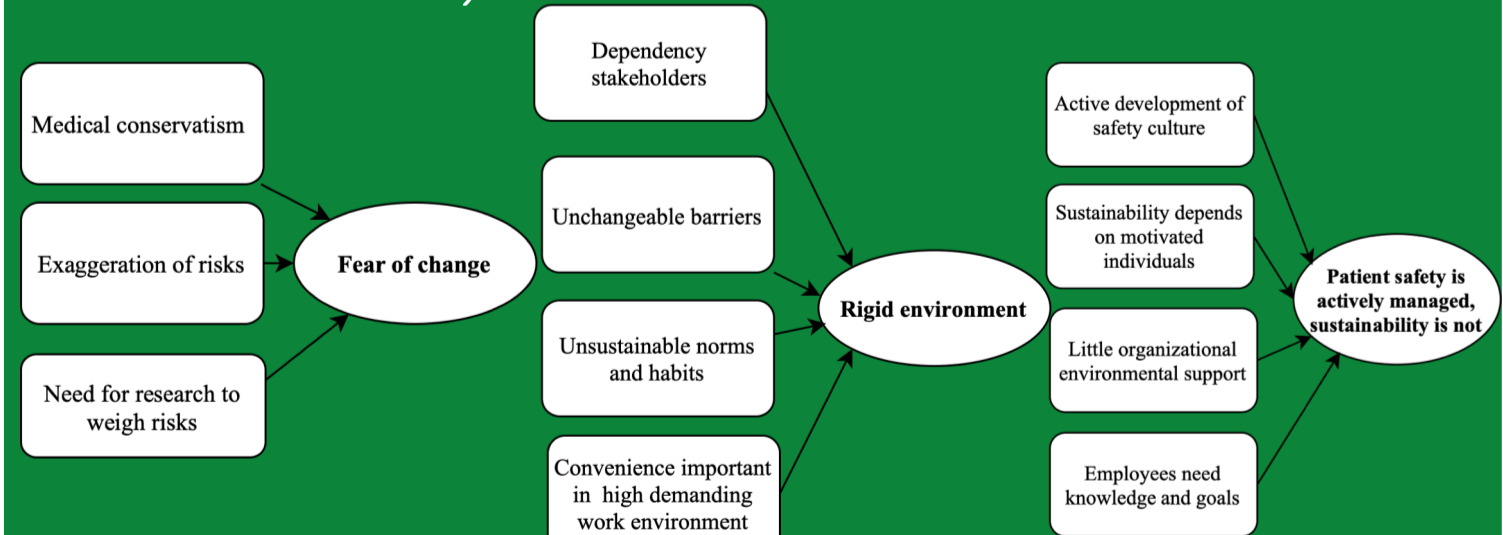 Medical conservatism
Exaggeration of risks
Need for research to
weigh risks
Fear of change
Dependency
stakeholders
Unchangeable barriers
Unsustainable norms
and habits
Convenience important
in high demanding
work environment
Rigid environment
Active development of
safety culture
Sustainability depends
on motivated
individuals
Little organizational
environmental support
Employees need
knowledge and goals
Patient safety is
actively managed,
sustainability is not